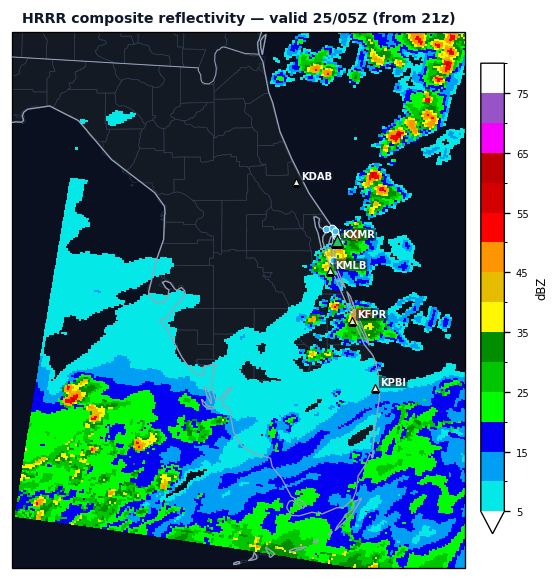 HRRR composite reflectivity — valid 25/05Z (from 21z)
KDAB
KXMR
KMLB
KFPR
KPBI
75
65
55
45
35
25
15
5
dBZ